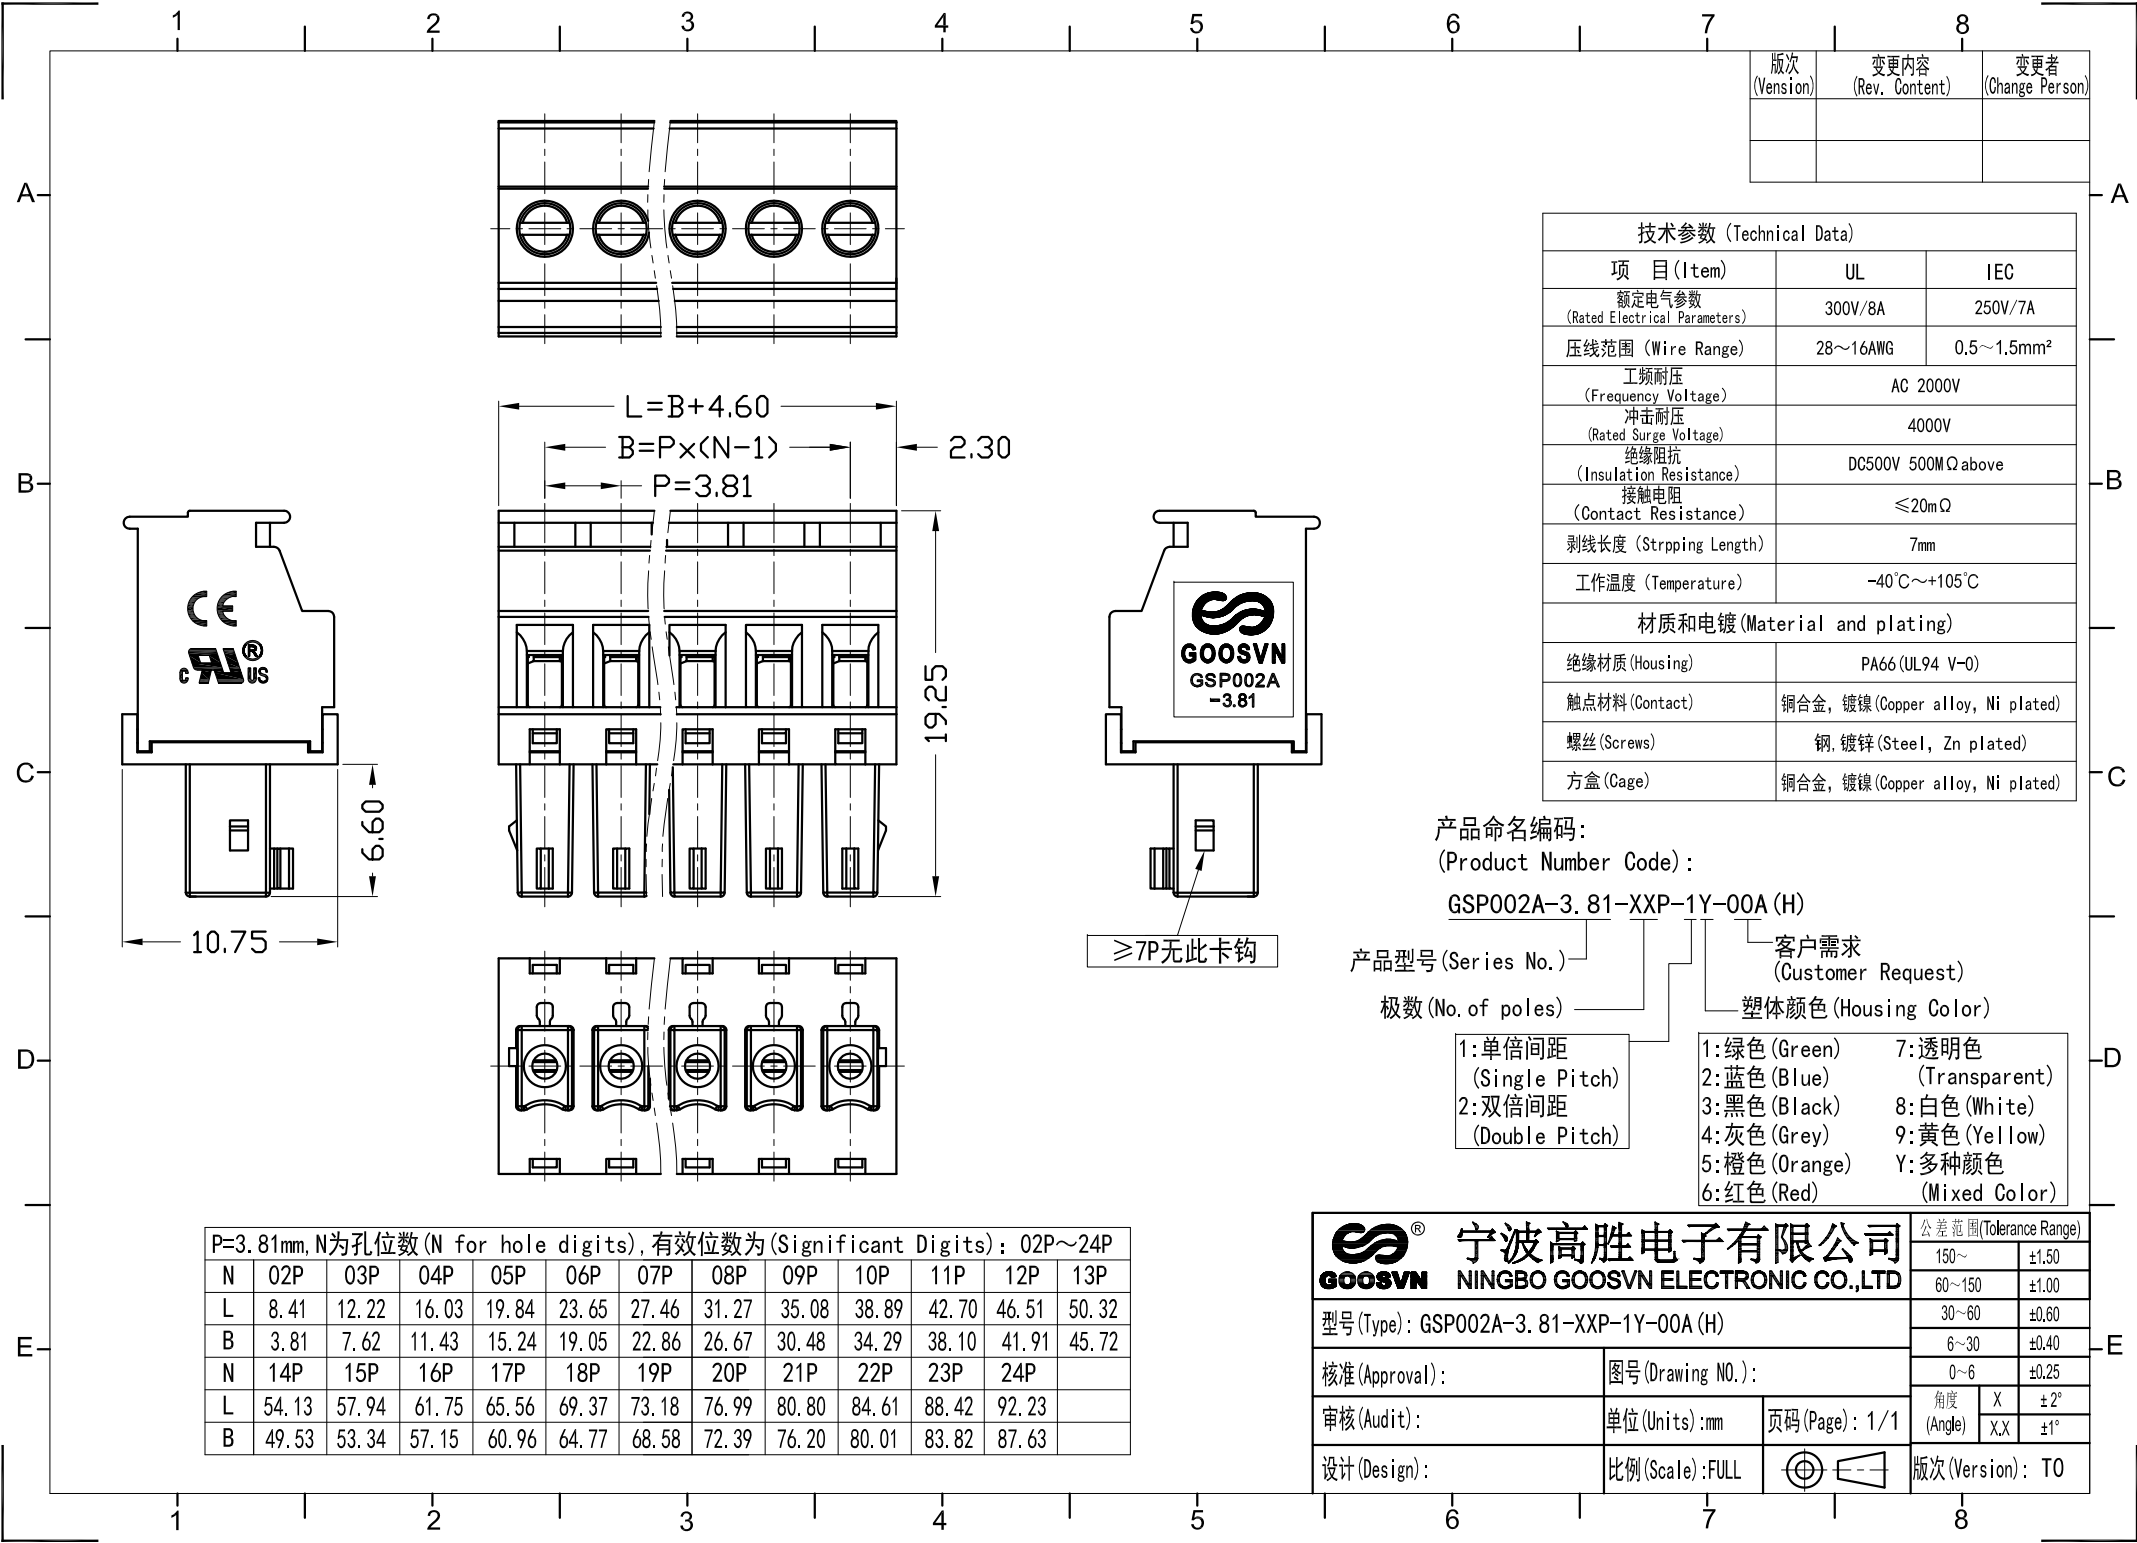 1 2 3 4 5 6 7 8
版次 变更内容 变更者
(Vension) (Rev. Content) (Change Person)
A A
B B
C C
D D
E E
技术参数 (Technical Data)
项 目(Item) UL IEC
额定电气参数
(Rated Electrical Parameters) 300V/8A 250V/7A
压线范围 (Wire Range) 28～16AWG 0.5～1.5mm²
工频耐压
(Frequency Voltage) AC 2000V
冲击耐压
(Rated Surge Voltage) 4000V
绝缘阻抗
(Insulation Resistance) DC500V 500MΩabove
接触电阻
(Contact Resistance) ≤20mΩ
剥线长度 (Strpping Length) 7mm
工作温度 (Temperature) -40℃～+105℃
材质和电镀(Material and plating)
绝缘材质(Housing) PA66(UL94 V-0)
触点材料(Contact) 铜合金, 镀镍(Copper alloy, Ni plated)
螺丝(Screws) 钢,镀锌(Steel, Zn plated)
方盒(Cage) 铜合金, 镀镍(Copper alloy, Ni plated)
L=B+4.60
B=P×(N-1)
2.30
P=3.81
19.25
CE
c RU ® US
6.60
10.75
GOOSVN
GSP002A
-3.81
≥7P无此卡钩
产品命名编码:
(Product Number Code):
GSP002A-3.81-XXP-1Y-00A(H)
产品型号(Series No.)
客户需求
(Customer Request)
极数(No.of poles)
塑体颜色(Housing Color)
1:单倍间距
(Single Pitch)
2:双倍间距
(Double Pitch)
1:绿色(Green) 7:透明色
2:蓝色(Blue) (Transparent)
3:黑色(Black) 8:白色(White)
4:灰色(Grey) 9:黄色(Yellow)
5:橙色(Orange) Y:多种颜色
6:红色(Red) (Mixed Color)
P=3.81mm,N为孔位数(N for hole digits),有效位数为(Significant Digits): 02P～24P
N 02P 03P 04P 05P 06P 07P 08P 09P 10P 11P 12P 13P
L 8.41 12.22 16.03 19.84 23.65 27.46 31.27 35.08 38.89 42.70 46.51 50.32
B 3.81 7.62 11.43 15.24 19.05 22.86 26.67 30.48 34.29 38.10 41.91 45.72
N 14P 15P 16P 17P 18P 19P 20P 21P 22P 23P 24P
L 54.13 57.94 61.75 65.56 69.37 73.18 76.99 80.80 84.61 88.42 92.23
B 49.53 53.34 57.15 60.96 64.77 68.58 72.39 76.20 80.01 83.82 87.63
GOOSVN ®
宁波高胜电子有限公司
NINGBO GOOSVN ELECTRONIC CO.,LTD
型号(Type): GSP002A-3.81-XXP-1Y-00A(H)
核准(Approval): 图号(Drawing NO.):
审核(Audit): 单位(Units):mm 页码(Page): 1/1
设计(Design): 比例(Scale):FULL
公差范围(Tolerance Range)
150~ ±1.50
60~150 ±1.00
30~60 ±0.60
6~30 ±0.40
0~6 ±0.25
角度 X ±2°
(Angle) X.X ±1°
版次(Version): TO
1 2 3 4 5 6 7 8